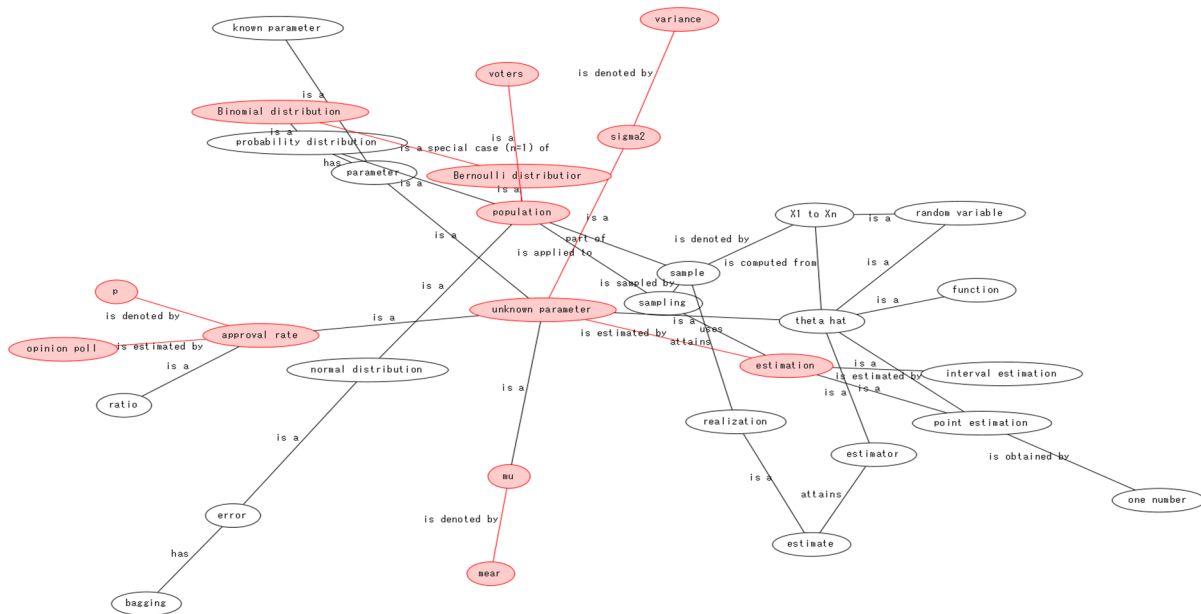 variance
known parameter
voters
is denoted by
is a
Binomial distribution
is a
sigma2
is a
probability distribution
is a special case (n=1) of
has
parameter
Bernoulli distributior
is a
is a
population
X1 to Xn
random variable
is a
is a
is a
part of
is denoted by
is applied to
is computed from
is a
sample
is sampled by
p
is a
function
sampling
is a
is denoted by
unknown parameter
is a
is a
theta hat
uses
approval rate
is estimated by
attains
opinion poll
is estimated by
is a
estimation
is a
normal distribution
interval estimation
is estimated by
is a
is a
is a
ratio
realization
point estimation
is a
estimator
is obtained by
mu
is a
attains
one number
error
is denoted by
estimate
has
mear
bagging